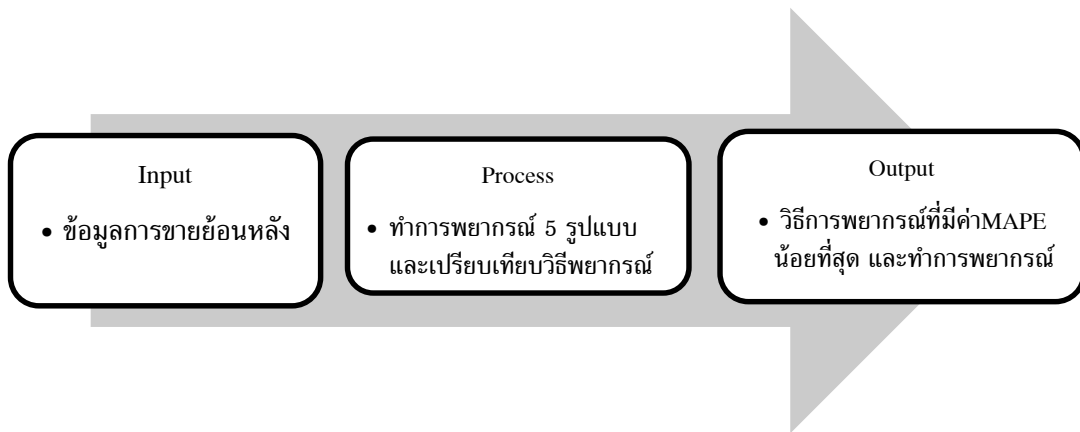 Input
• ข้อมูลการขายย้อนหลัง
Process
• ทำการพยากรณ์ 5 รูปแบบ
และเปรียบเทียบวิธีพยากรณ์
Output
• วิธีการพยากรณ์ที่มีค่าMAPE
น้อยที่สุด และทำการพยากรณ์